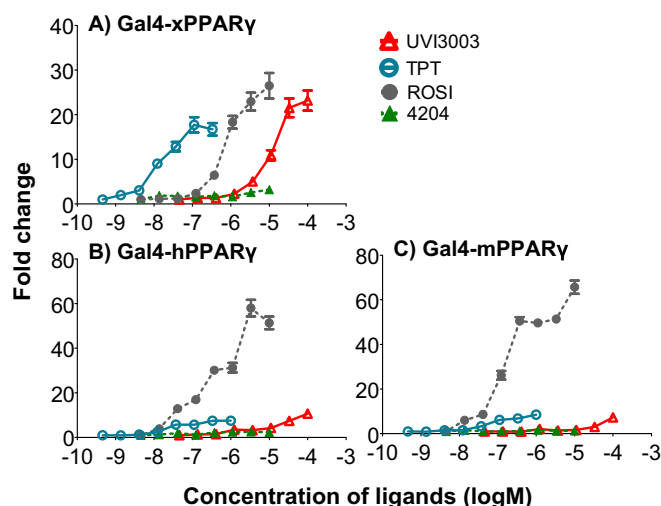 A) Gal4-xPPARγ
UVI3003
TPT
ROSI
4204
40
30
20
10
0
-10 -9 -8 -7 -6 -5 -4 -3
Fold change
B) Gal4-hPPARγ
80
60
40
20
0
-10 -9 -8 -7 -6 -5 -4 -3
C) Gal4-mPPARγ
80
60
40
20
0
-10 -9 -8 -7 -6 -5 -4 -3
Concentration of ligands (logM)